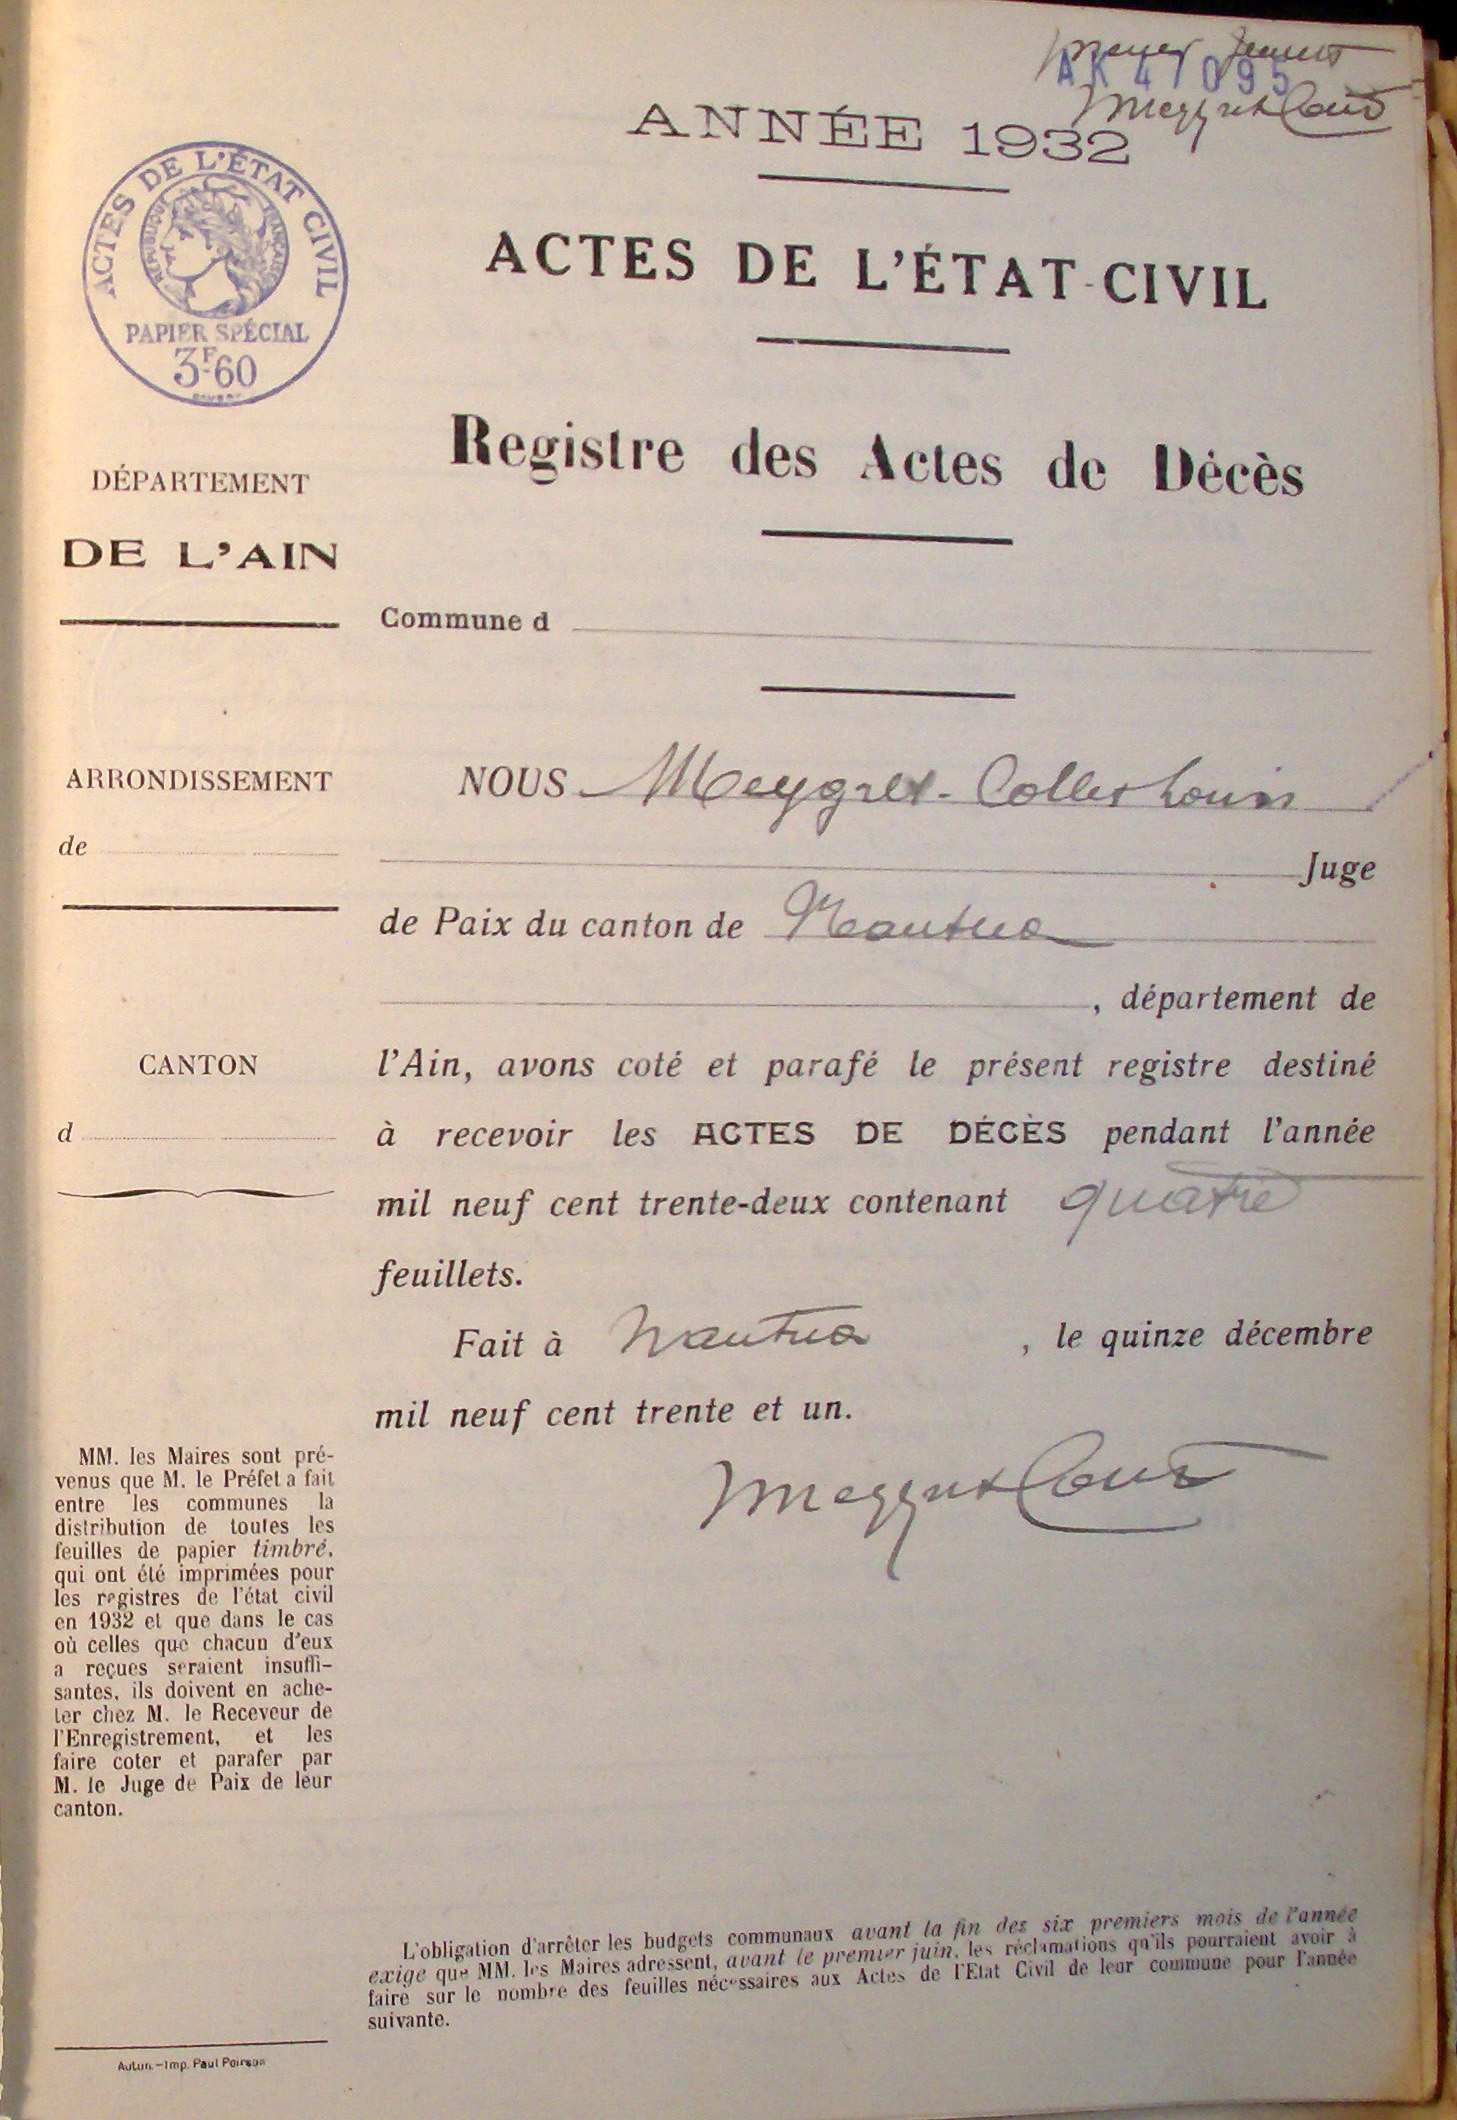 AK 47095
ANNÉE 1932
ACTES DE L'ÉTAT CIVIL
RÉPUBLIQUE FRANÇAISE
PAPIER SPÉCIAL
3F.60
ACTES DE L'ÉTAT-CIVIL
Registre des Actes de Décès
DÉPARTEMENT
DE L'AIN
Commune d
ARRONDISSEMENT
de
NOUS Meygret-Collet Louis
Juge
de Paix du canton de Nantua
, département de
CANTON
d
l'Ain, avons coté et parafé le présent registre destiné
à recevoir les ACTES DE DÉCÈS pendant l'année
mil neuf cent trente-deux contenant quatre
feuillets.
Fait à Nantua , le quinze décembre
mil neuf cent trente et un.
MM. les Maires sont pré-
venus que M. le Préfet a fait
entre les communes la
distribution de toutes les
feuilles de papier timbré,
qui ont été imprimées pour
les registres de l'état civil
en 1932 et que dans le cas
où celles que chacun d'eux
a reçues seraient insuffi-
santes, ils doivent en ache-
ter chez M. le Receveur de
l'Enregistrement, et les
faire coter et parafer par
M. le Juge de Paix de leur
canton.
L'obligation d'arrêter les budgets communaux avant la fin des six premiers mois de l'année
exige que MM. les Maires adressent, avant le premier juin, les réclamations qu'ils pourraient avoir à
faire sur le nombre des feuilles nécessaires aux Actes de l'Etat Civil de leur commune pour l'année
suivante.
Autun.-Imp. Paul Poirson